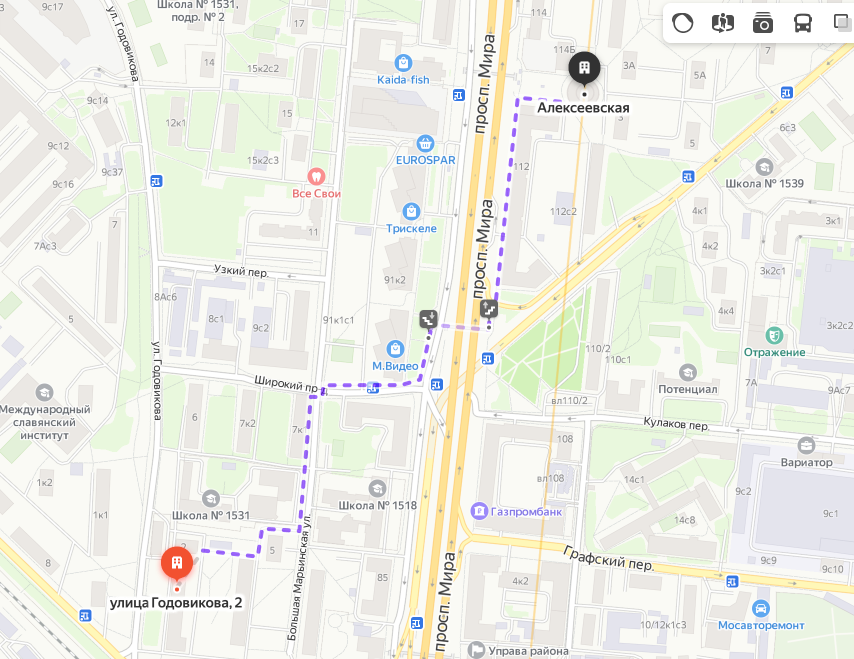 9с17
ул. Годовикова
Школа № 1531,
подр. № 2
14
15к2с2
Kaida-fish
просп. Мира
114Б
7
3А
5А
Алексеевская
3
5
6с3
9с14
12к1
15
9с12
9с37
9с16
15к2с3
EUROSPAR
Все Свои
112
Школа № 1539
112с2
4к1
3к1
Трискеле
11
7
7Ас3
4к2
просп. Мира
3к2с1
Узкий пер.
91к2
8Ас6
8с1
9с2
91к1с1
5
4к4
3к2с2
Отражение
ул. Годовикова
М.Видео
110/2
110с1
Широкий пр
Потенциал
7А
9Ас1
вл110/2
Международный
славянский
институт
6
7г
7к
Кулаков пер.
108
Вариатор
1к2
вл108
14с1
9с2
Школа № 1531
Школа № 1518
1к1
Газпромбанк
14с8
9с1
Большая Марьинская ул.
5
8
Графский пер.
9с9
9с10
85
4к2
просп. Мира
улица Годовикова, 2
10/12к1с3
Мосавторемонт
Управа района